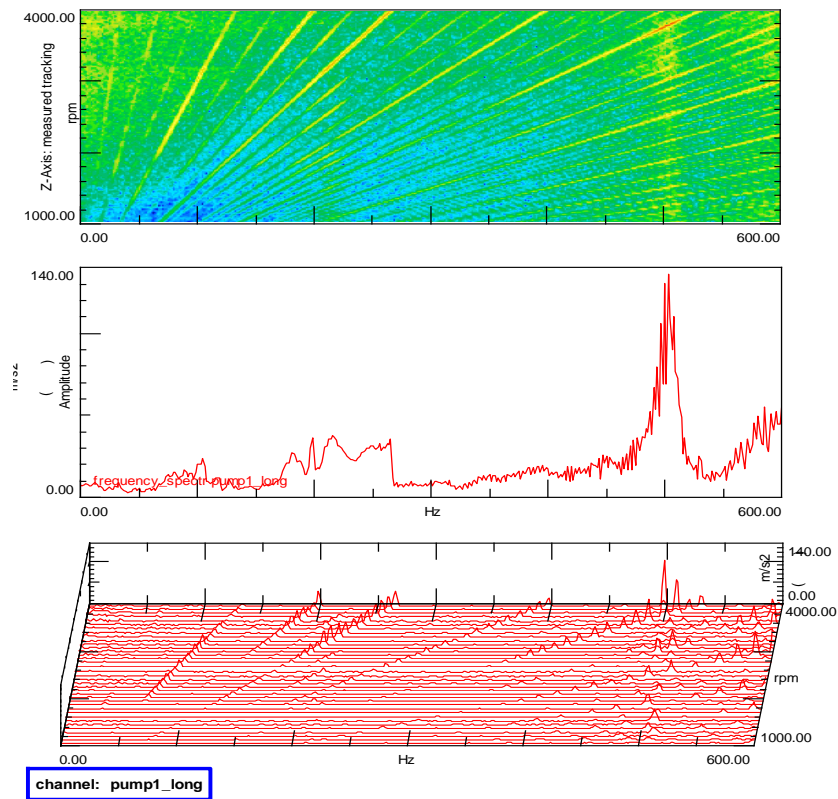 4000.00
Z-Axis: measured tracking
rpm
1000.00
0.00 600.00
140.00
m/s2
( )
Amplitude
0.00
frequency_spectr pump1_long
0.00 Hz 600.00
140.00
m/s2
(
0.00
4000.00
rpm
1000.00
0.00 Hz 600.00
channel: pump1_long